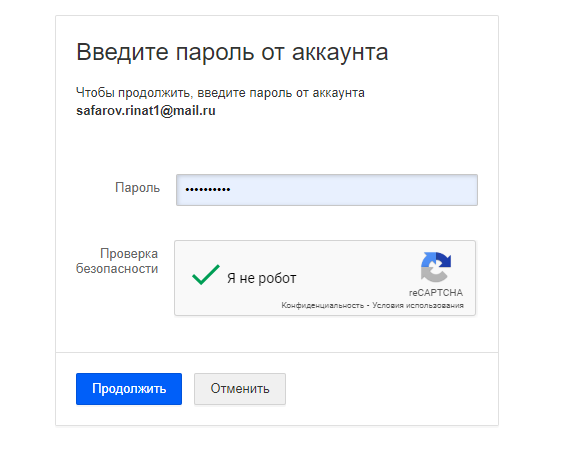 Введите пароль от аккаунта
Чтобы продолжить, введите пароль от аккаунта
safarov.rinat1@mail.ru
Пароль
••••••••••
Проверка
безопасности
Я не робот
reCAPTCHA
Конфиденциальность - Условия использования
Продолжить
Отменить